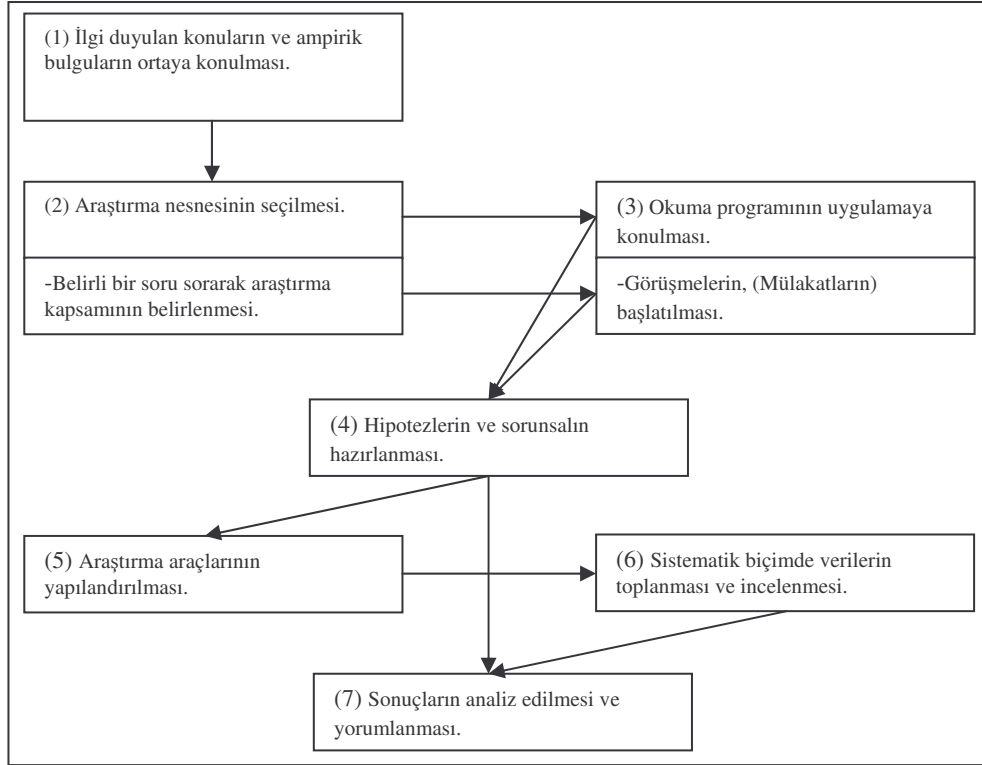 (1) İlgi duyulan konuların ve ampirik
bulguların ortaya konulması.
(2) Araştırma nesnesinin seçilmesi.
-Belirli bir soru sorarak araştırma
kapsamının belirlenmesi.
(3) Okuma programının uygulamaya
konulması.
-Görüşmelerin, (Mülakatların)
başlatılması.
(4) Hipotezlerin ve sorunsalın
hazırlanması.
(5) Araştırma araçlarının
yapılandırılması.
(6) Sistematik biçimde verilerin
toplanması ve incelenmesi.
(7) Sonuçların analiz edilmesi ve
yorumlanması.